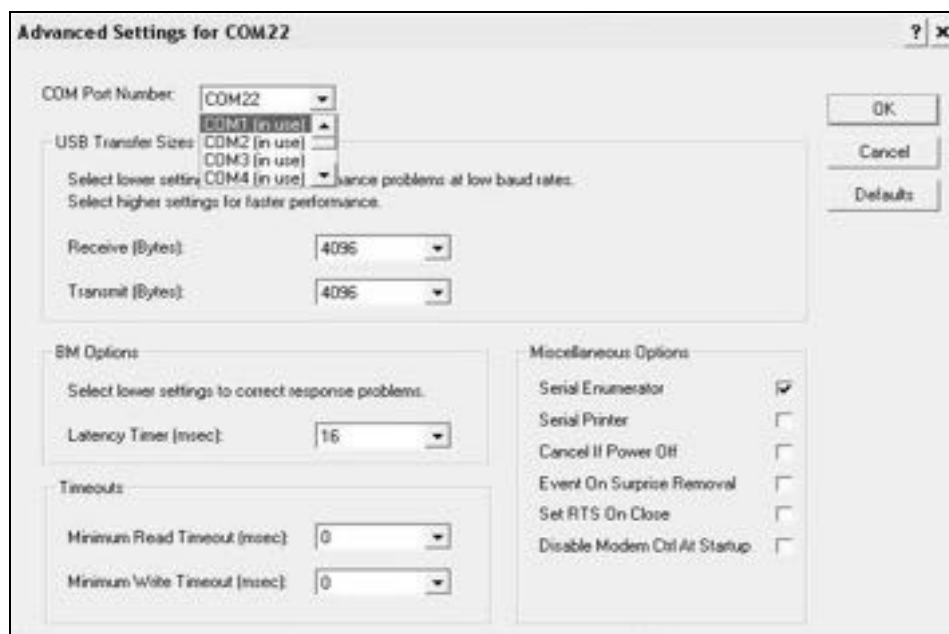 Advanced Settings for COM22
? x
COM Port Number:
COM22
COM1 (in use)
COM2 (in use)
COM3 (in use)
COM4 (in use)
OK
Cancel
Defaults
USB Transfer Sizes
Select lower settin ance problems at low baud rates.
Select higher settings for faster performance.
Receive (Bytes):
4096
Transmit (Bytes):
4096
BM Options
Select lower settings to correct response problems.
Latency Timer (msec):
16
Timeouts
Minimum Read Timeout (msec):
0
Minimum Write Timeout (msec):
0
Miscellaneous Options
Serial Enumerator
Serial Printer
Cancel If Power Off
Event On Surprise Removal
Set RTS On Close
Disable Modem Ctrl At Startup